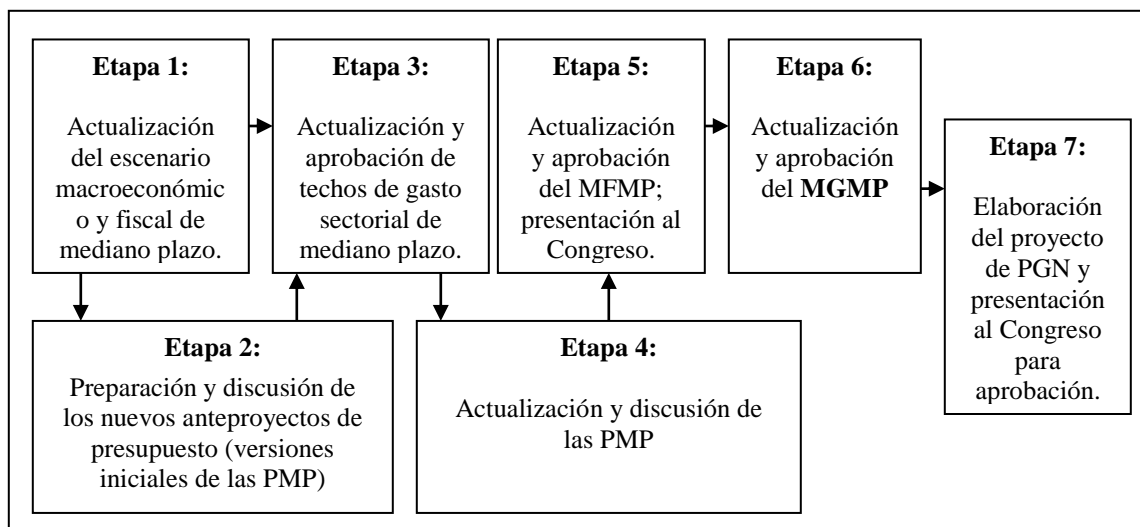 Etapa 1:
Actualización
del escenario
macroeconómic
o y fiscal de
mediano plazo.
Etapa 2:
Preparación y discusión de
los nuevos anteproyectos de
presupuesto (versiones
iniciales de las PMP)
Etapa 3:
Actualización y
aprobación de
techos de gasto
sectorial de
mediano plazo.
Etapa 4:
Actualización y discusión de
las PMP
Etapa 5:
Actualización
y aprobación
del MFMP;
presentación al
Congreso.
Etapa 6:
Actualización
y aprobación
del MGMP
Etapa 7:
Elaboración
del proyecto
de PGN y
presentación
al Congreso
para
aprobación.